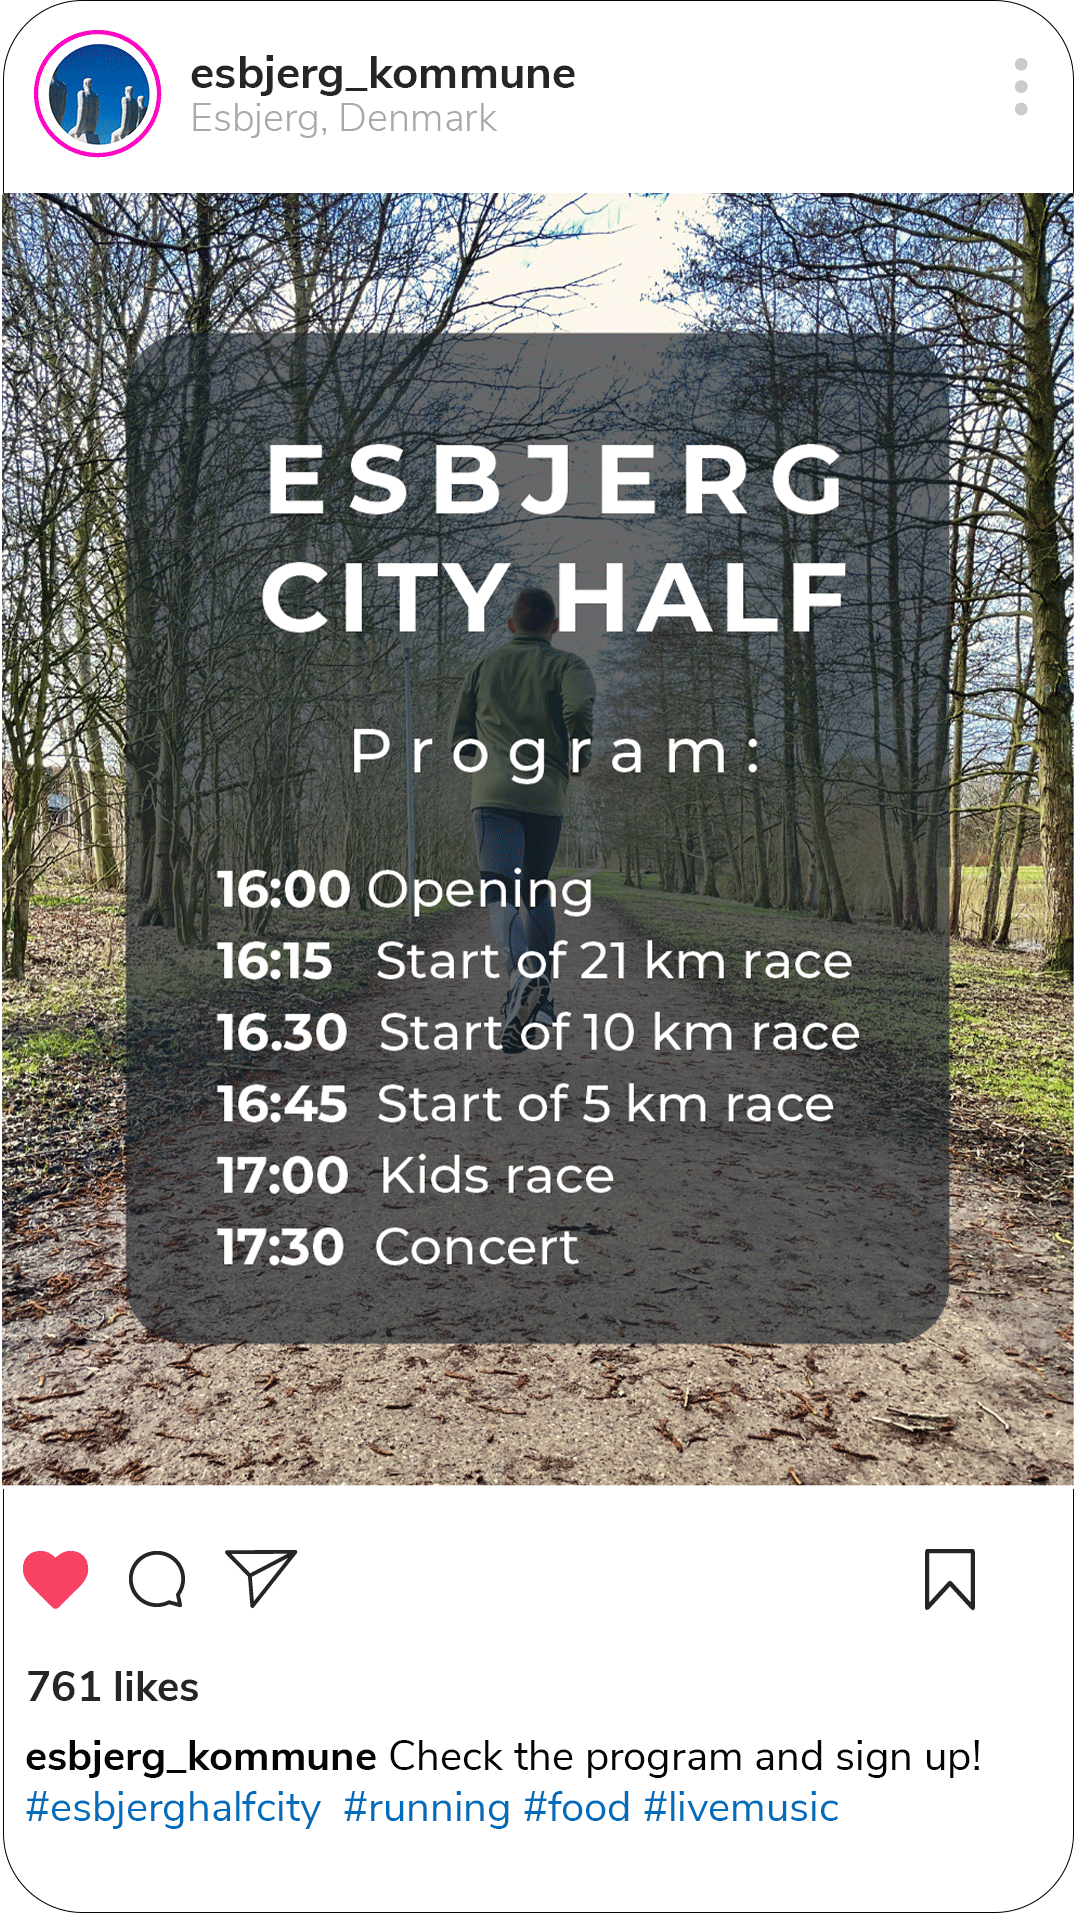 esbjerg_kommune
Esbjerg, Denmark
ESBJERG
CITY HALF
Program:
16:00 Opening
16:15 Start of 21 km race
16.30 Start of 10 km race
16:45 Start of 5 km race
17:00 Kids race
17:30 Concert
761 likes
esbjerg_kommune Check the program and sign up!
#esbjerghalfcity #running #food #livemusic